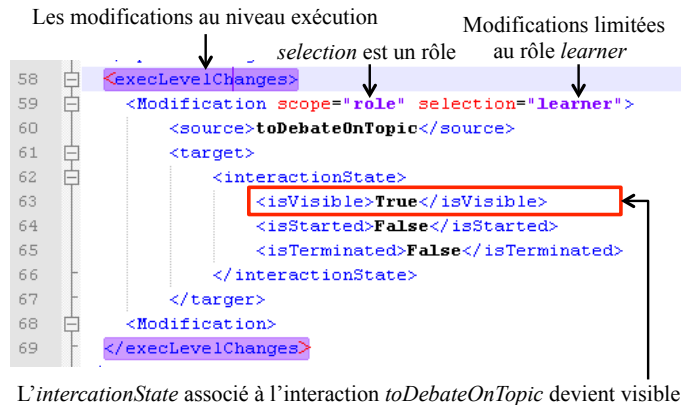 Les modifications au niveau exécution
Modifications limitées
selection est un rôle
au rôle learner
58 <execLevelChanges>
59 <Modification scope="role" selection="learner">
60 <source>toDebateOnTopic</source>
61 <target>
62 <interactionState>
63 <isVisible>True</isVisible>
64 <isStarted>False</isStarted>
65 <isTerminated>False</isTerminated>
66 </interactionState>
67 </targer>
68 <Modification>
69 </execLevelChanges>
L'intercationState associé à l'interaction toDebateOnTopic devient visible